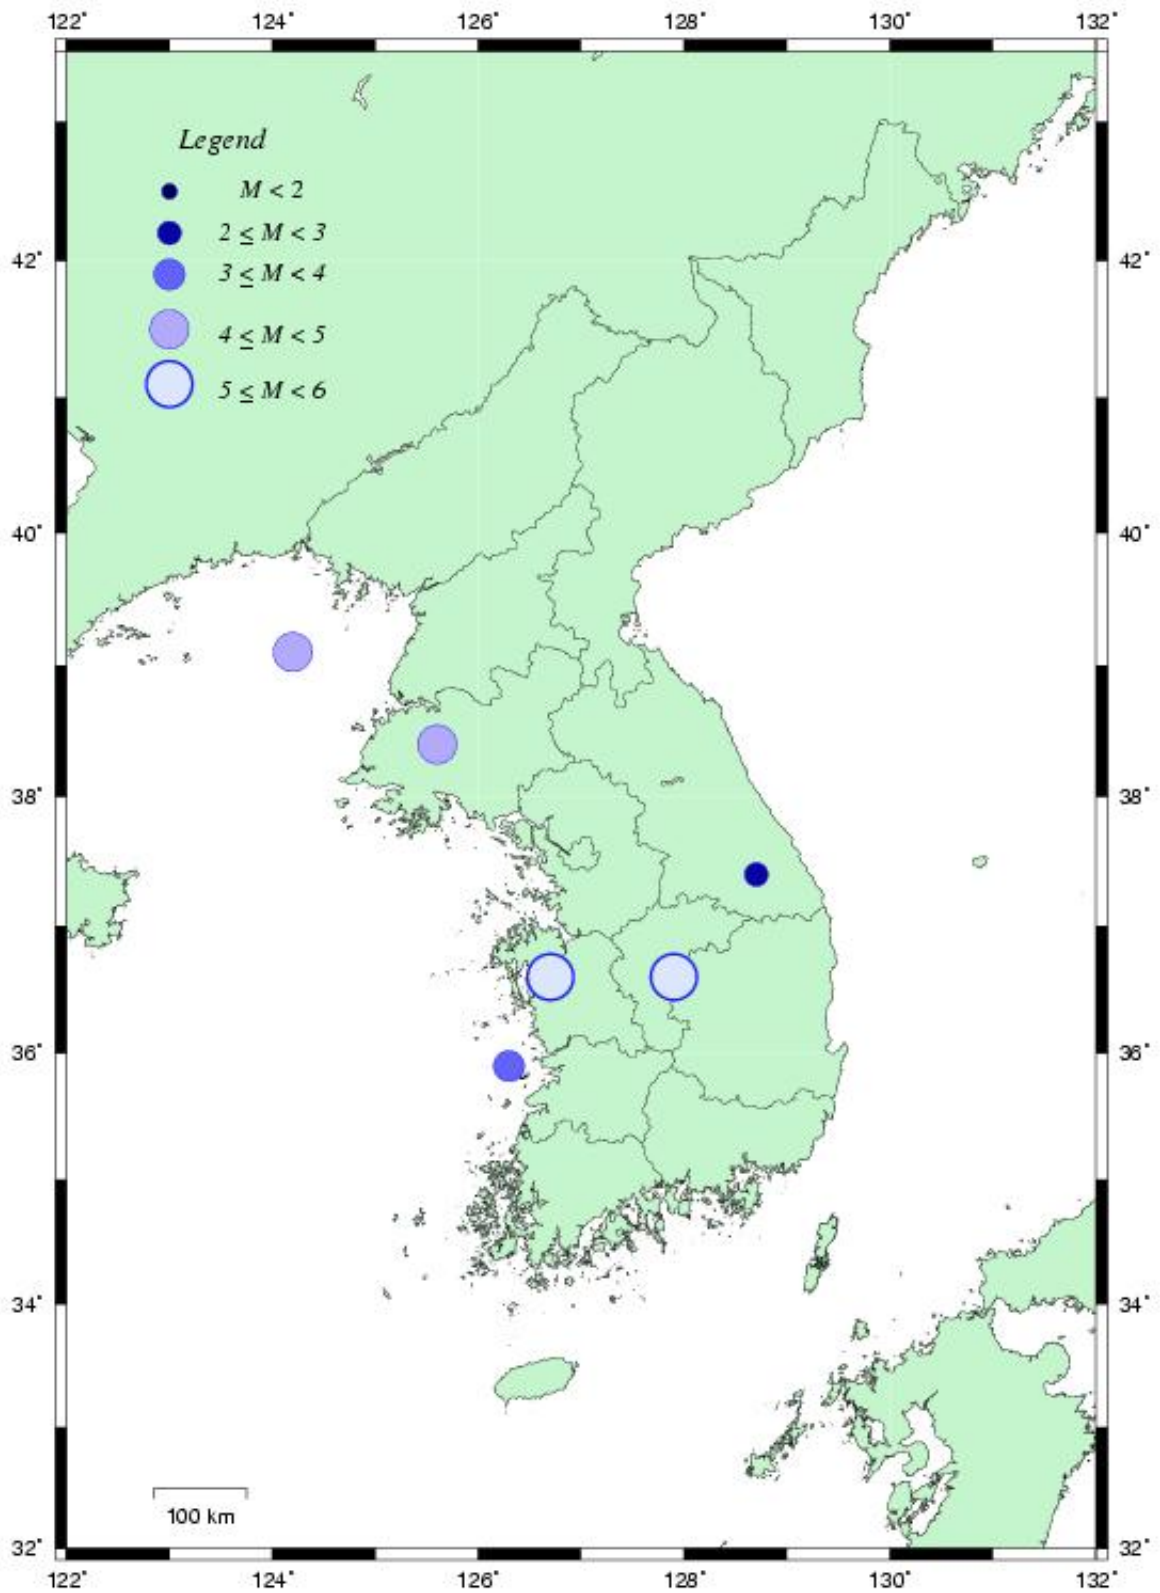 122˚ 124˚ 126˚ 128˚ 130˚ 132˚
Legend
M < 2
2 ≤ M < 3
42˚ 42˚
3 ≤ M < 4
4 ≤ M < 5
5 ≤ M < 6
40˚ 40˚
38˚ 38˚
36˚ 36˚
34˚ 34˚
100 km
32˚ 32˚
122˚ 124˚ 126˚ 128˚ 130˚ 132˚